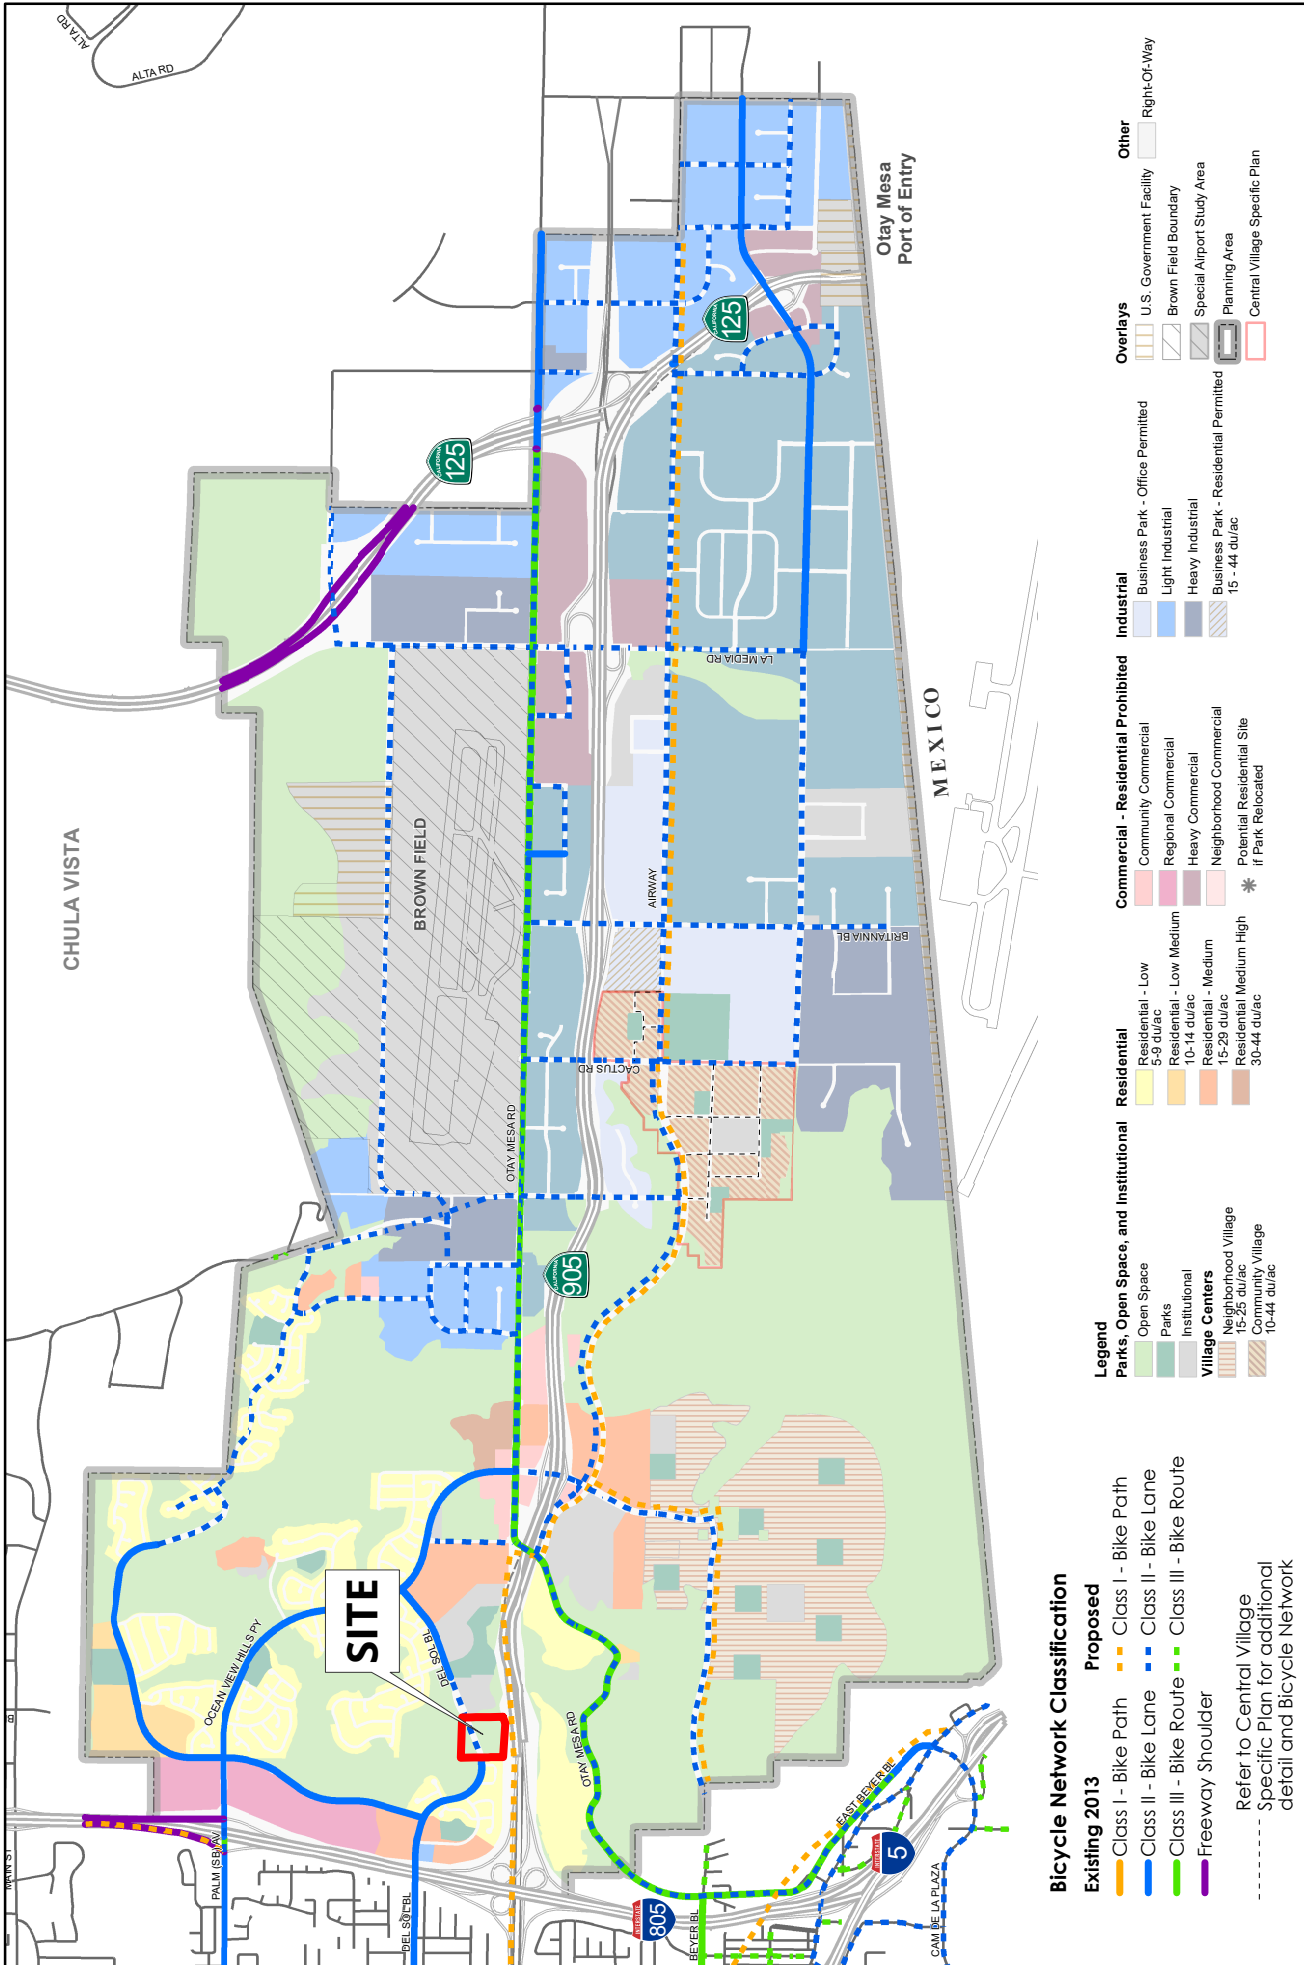 ALTA RD
ALTA RD
CHULA VISTA
BROWN FIELD
CALIFORNIA
125
CALIFORNIA
125
Otay Mesa
Port of Entry
OTAY MESA RD
LA MEDIA RD
AIRWAY
BRITANNIA BL
CACTUS RD
MEXICO
CALIFORNIA
905
SITE
OCEAN VIEW HILLS PY
DEL SOL BL
OTAY MESA RD
MAIN ST
PALM (SB) AV
DEL SOL BL
INTERSTATE
805
BEYER BL
EAST BEYER BL
INTERSTATE
5
CAM DE LA PLAZA
Bicycle Network Classification
Existing 2013
Class I - Bike Path
Class II - Bike Lane
Class III - Bike Route
Freeway Shoulder
Proposed
Class I - Bike Path
Class II - Bike Lane
Class III - Bike Route
Refer to Central Village
Specific Plan for additional
detail and Bicycle Network
Legend
Parks, Open Space, and Institutional
Open Space
Parks
Institutional
Village Centers
Neighborhood Village
15-25 du/ac
Community Village
10-44 du/ac
Residential
Residential - Low
5-9 du/ac
Residential - Low Medium
10-14 du/ac
Residential - Medium
15-29 du/ac
Residential Medium High
30-44 du/ac
Commercial - Residential Prohibited
Community Commercial
Regional Commercial
Heavy Commercial
Neighborhood Commercial
Potential Residential Site
if Park Relocated
Industrial
Business Park - Office Permitted
Light Industrial
Heavy Industrial
Business Park - Residential Permitted
15 - 44 du/ac
Overlays
U.S. Government Facility
Brown Field Boundary
Special Airport Study Area
Planning Area
Central Village Specific Plan
Other
Right-Of-Way